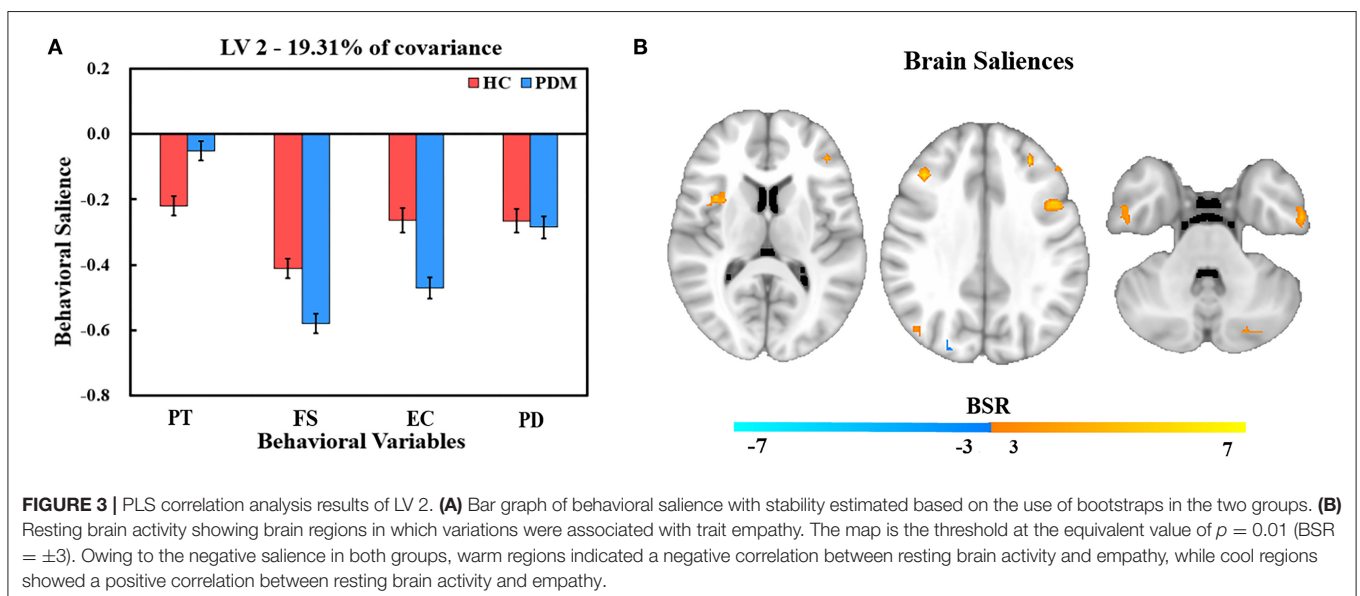 A
LV 2 - 19.31% of covariance
HC PDM
0.2
0.0
-0.2
-0.4
-0.6
-0.8
Behavioral Salience
PT FS EC PD
Behavioral Variables
B
Brain Saliences
BSR
-7 -3 3 7
FIGURE 3 | PLS correlation analysis results of LV 2. (A) Bar graph of behavioral salience with stability estimated based on the use of bootstraps in the two groups. (B)
Resting brain activity showing brain regions in which variations were associated with trait empathy. The map is the threshold at the equivalent value of p = 0.01 (BSR
= ±3). Owing to the negative salience in both groups, warm regions indicated a negative correlation between resting brain activity and empathy, while cool regions
showed a positive correlation between resting brain activity and empathy.